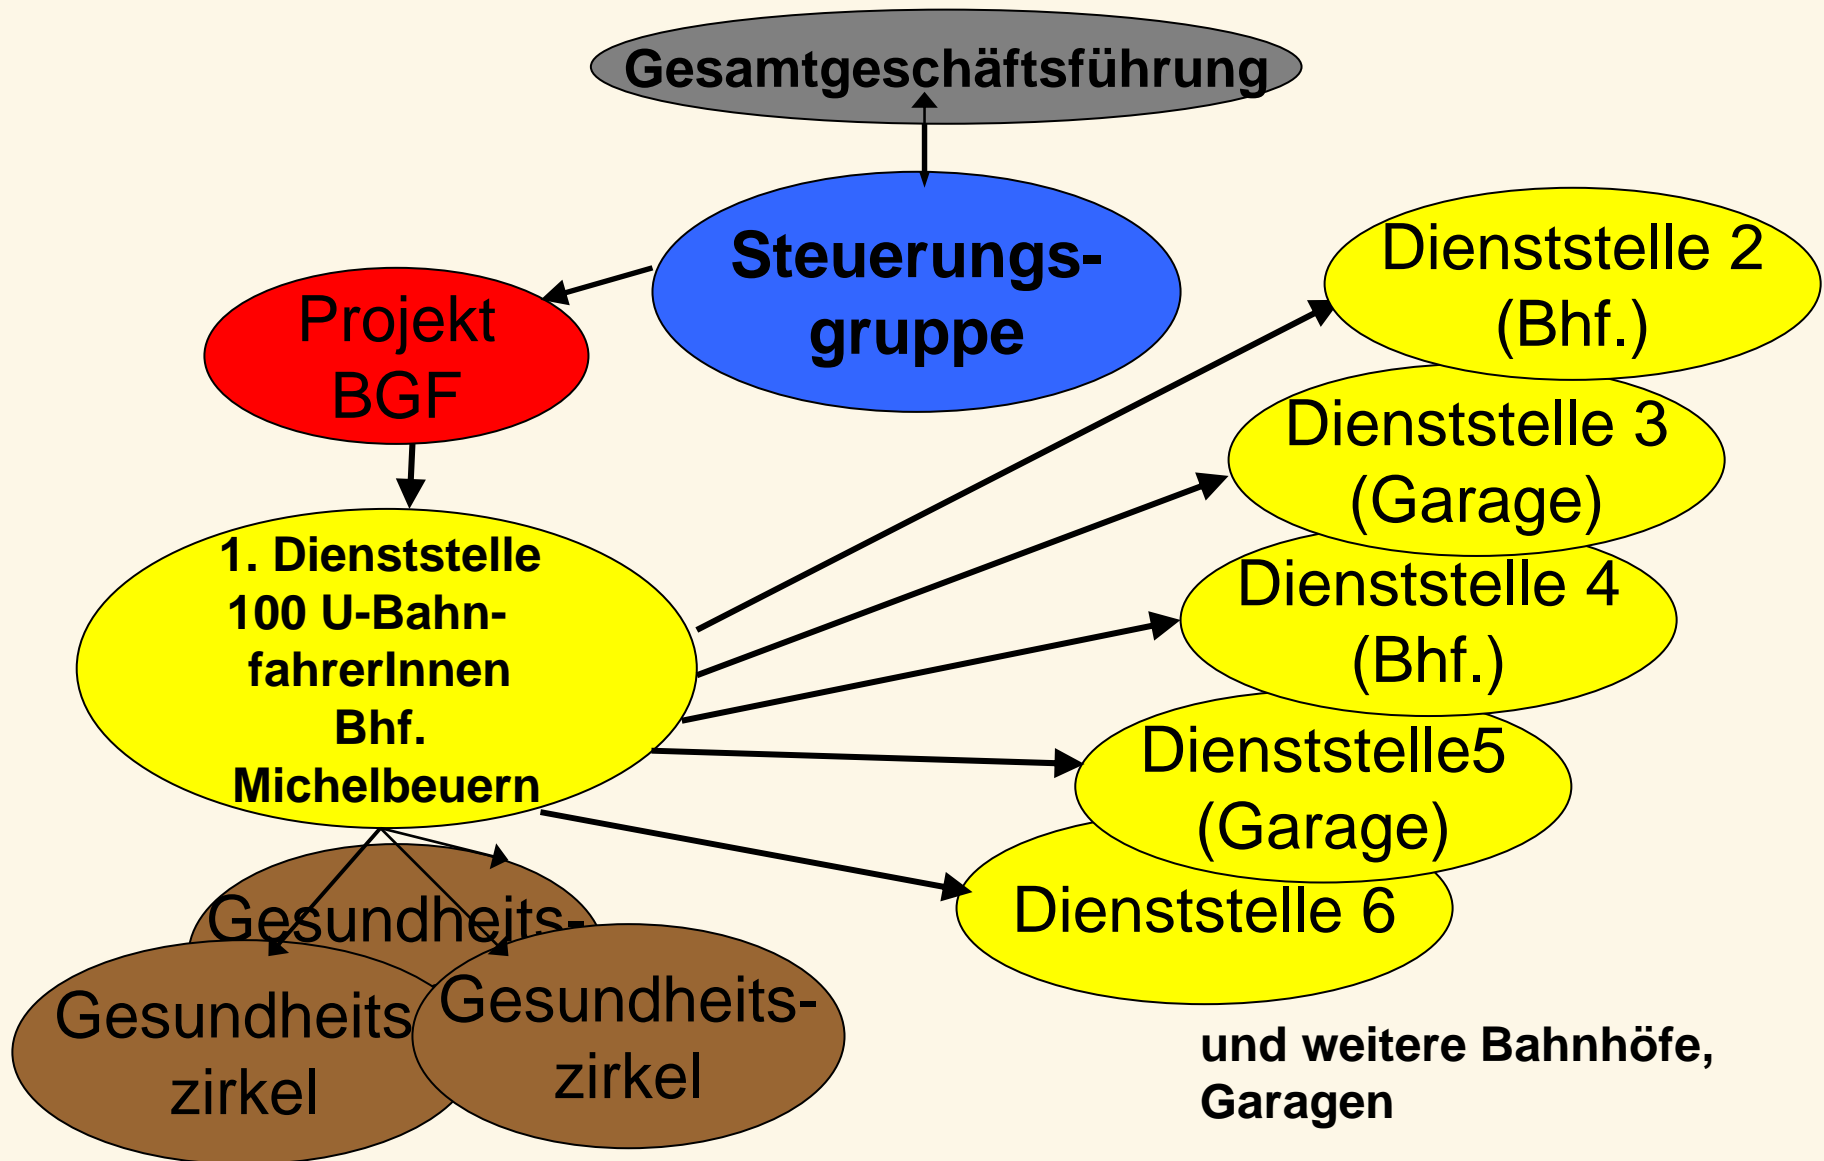 Gesamtgeschäftsführung
Steuerungs-
gruppe
Projekt
BGF
1. Dienststelle
100 U-Bahn-
fahrerInnen
Bhf.
Michelbeuern
Dienststelle 2
(Bhf.)
Dienststelle 3
(Garage)
Dienststelle 4
(Bhf.)
Dienststelle5
(Garage)
Dienststelle 6
Gesundheits-
Gesundheits
zirkel
Gesundheits-
zirkel
und weitere Bahnhöfe,
Garagen